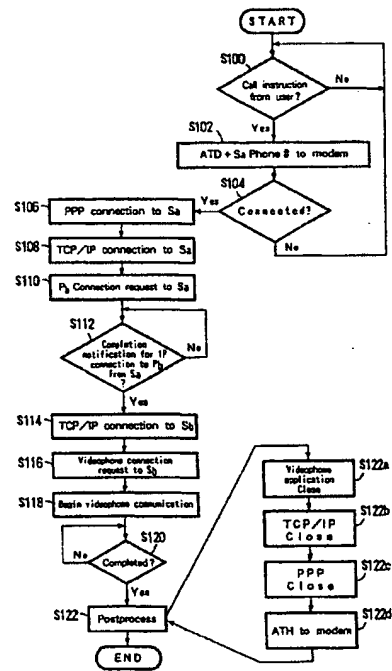 START
S100
Call instruction
from user?
No
Yes
S102
ATD + Sa Phone # to modem
S104
Connected?
Yes
No
S106
PPP connection to Sa
S108
TCP/IP connection to Sa
S110
Pb Connection request to Sa
S112
Completion
notification for IP
connection to Pb
from Sa
?
No
Yes
S114
TCP/IP connection to Sb
S116
Videophone connection
request to Sb
S118
Begin videophone communication
S120
Completed?
No
Yes
S122
Postprocess
END
S122a
Videophone
application
Close
S122b
TCP/IP
Close
S122c
PPP
Close
S122d
ATH to modem